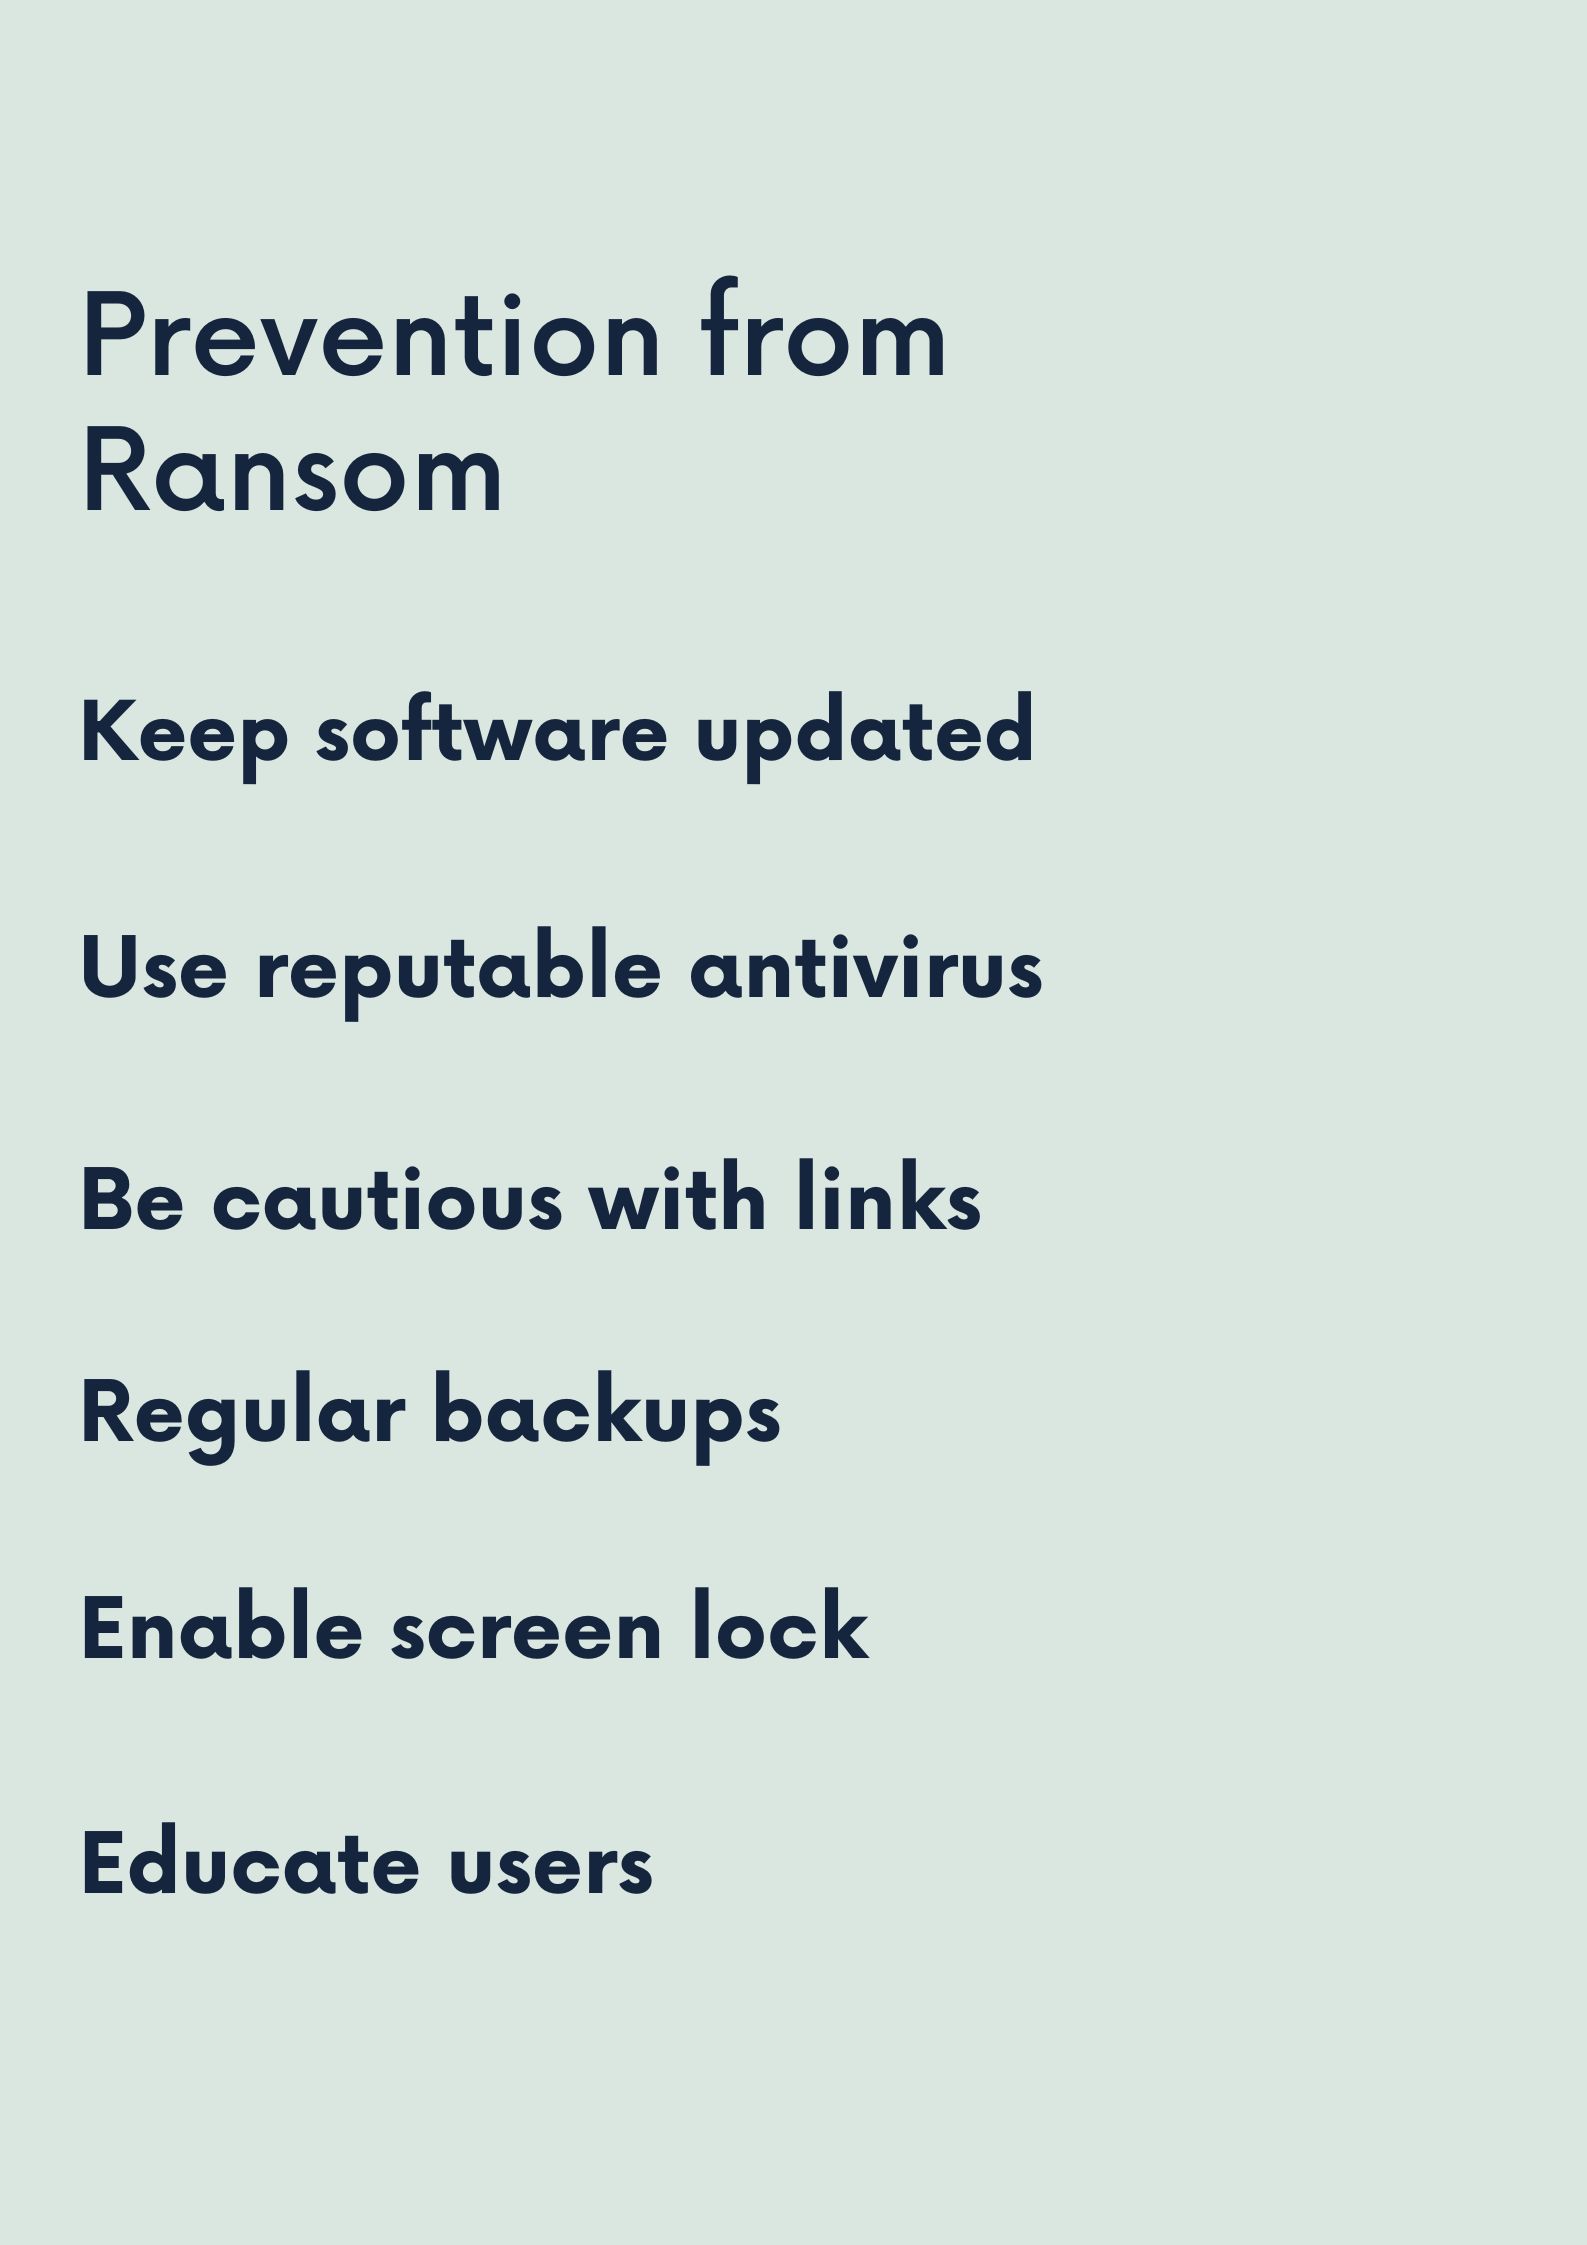 Prevention from
Ransom
Keep software updated
Use reputable antivirus
Be cautious with links
Regular backups
Enable screen lock
Educate users